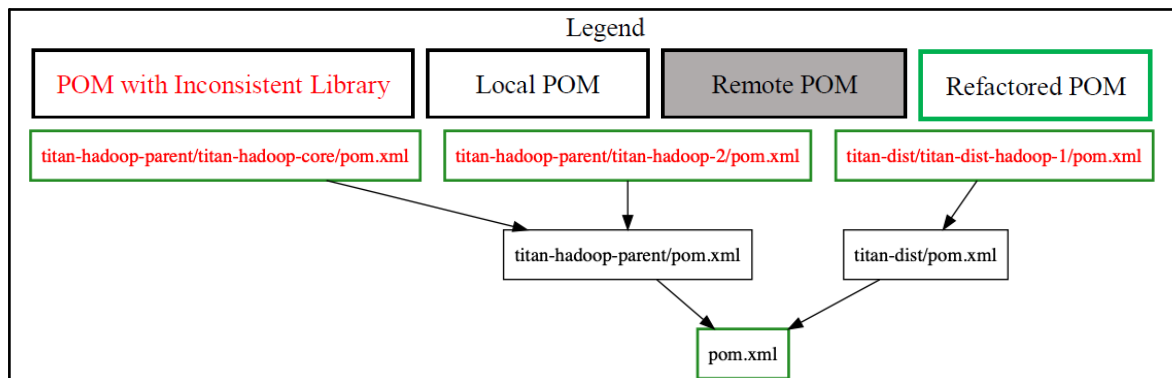 Legend
POM with Inconsistent Library
Local POM
Remote POM
Refactored POM
titan-hadoop-parent/titan-hadoop-core/pom.xml
titan-hadoop-parent/titan-hadoop-2/pom.xml
titan-dist/titan-dist-hadoop-1/pom.xml
titan-hadoop-parent/pom.xml
titan-dist/pom.xml
pom.xml